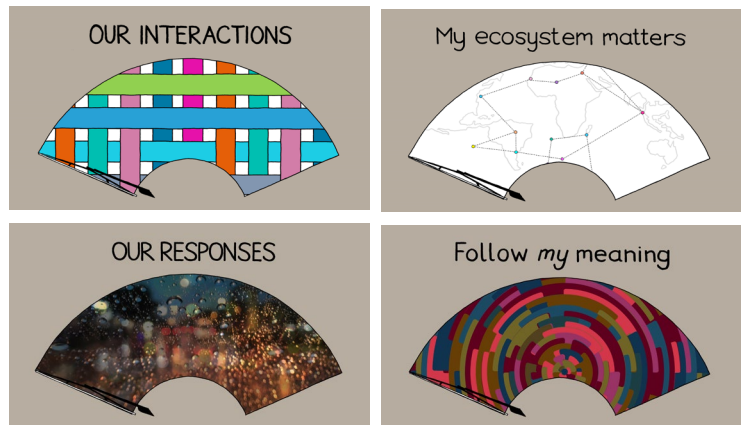 OUR INTERACTIONS
My ecosystem matters
OUR RESPONSES
Follow my meaning